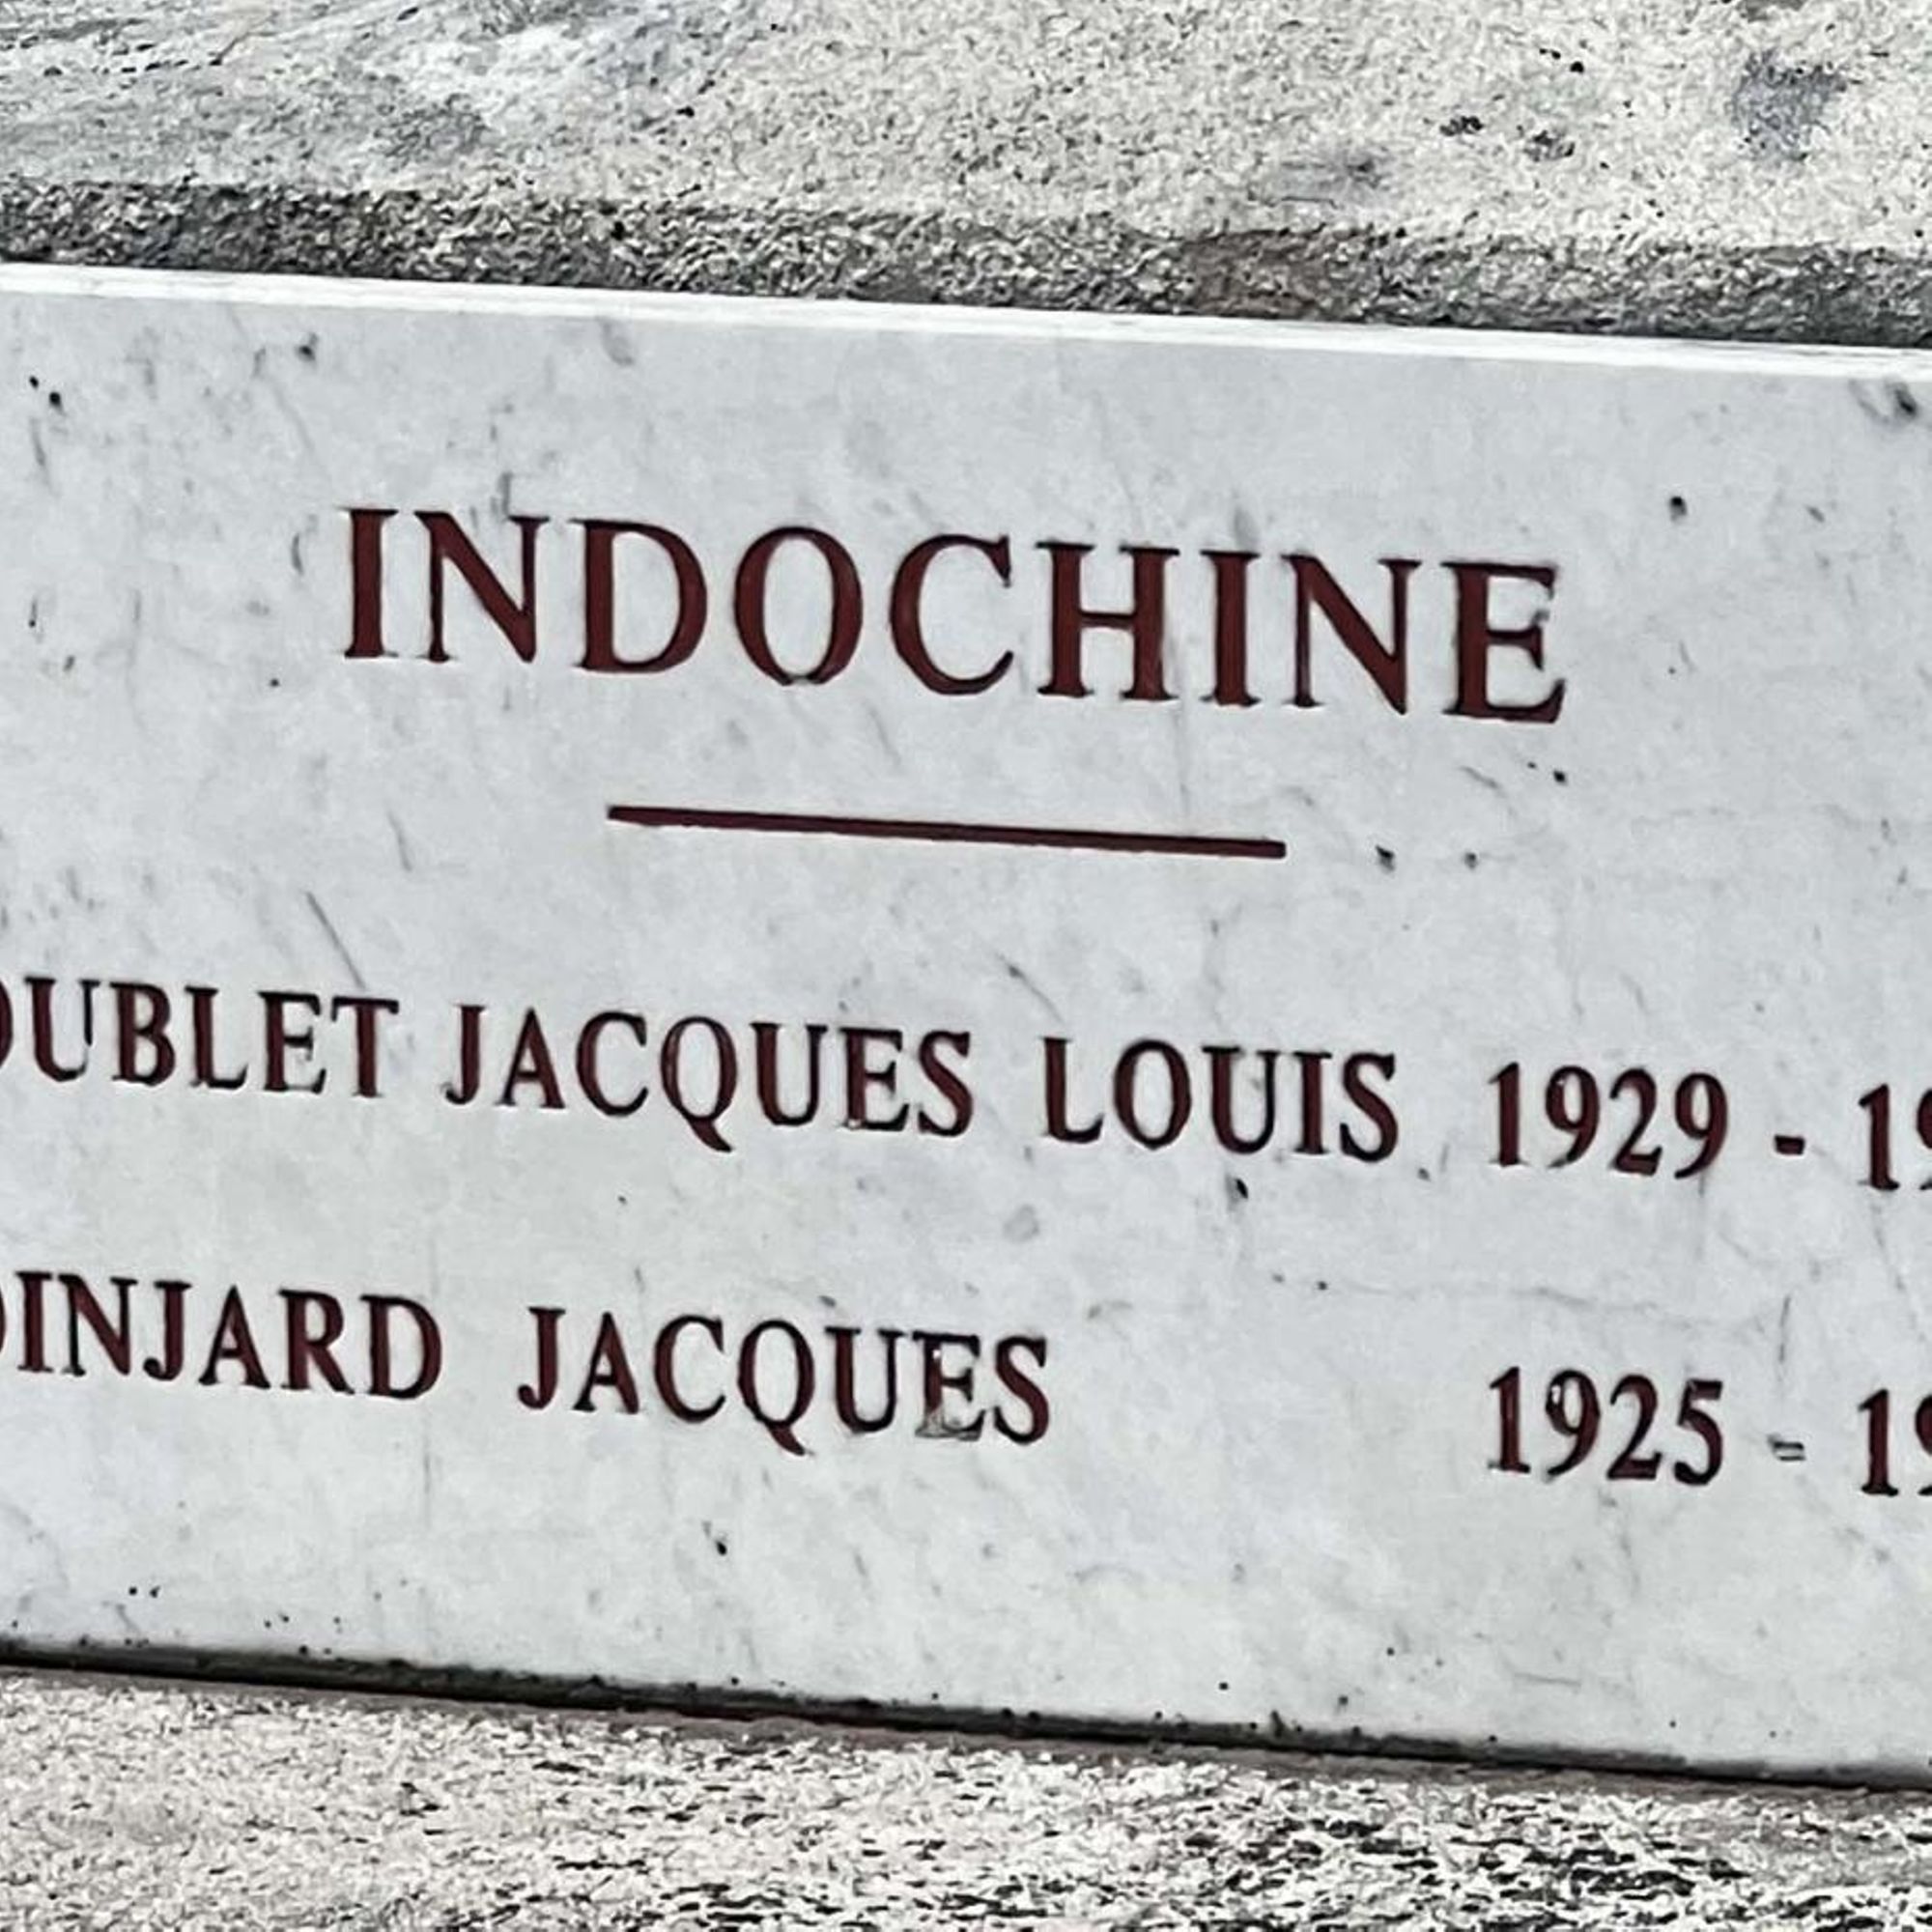 INDOCHINE
OUBLET JACQUES LOUIS 1929 - 19
OINJARD JACQUES 1925 - 19